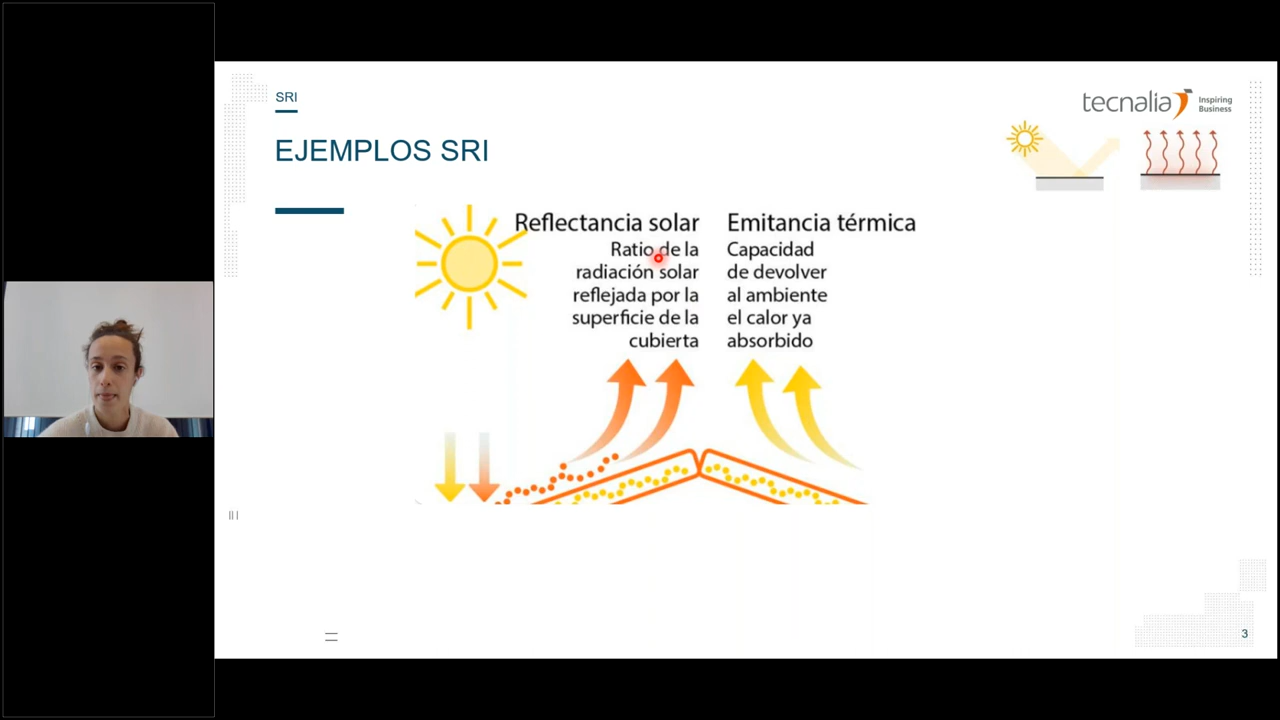 SRI
tecnalia Inspiring
Business
EJEMPLOS SRI
Reflectancia solar
Ratio de la
radiación solar
reflejada por la
superficie de la
cubierta
Emitancia térmica
Capacidad
de devolver
al ambiente
el calor ya
absorbido
3